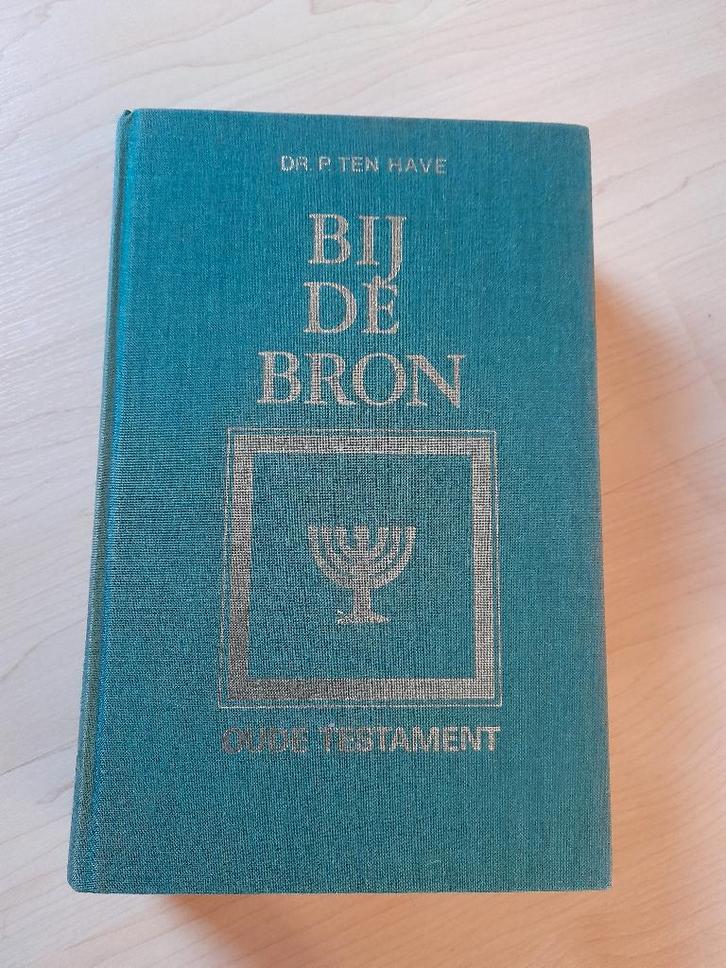 DR. P. TEN HAVE
BIJ
DE
BRON
OUDE TESTAMENT